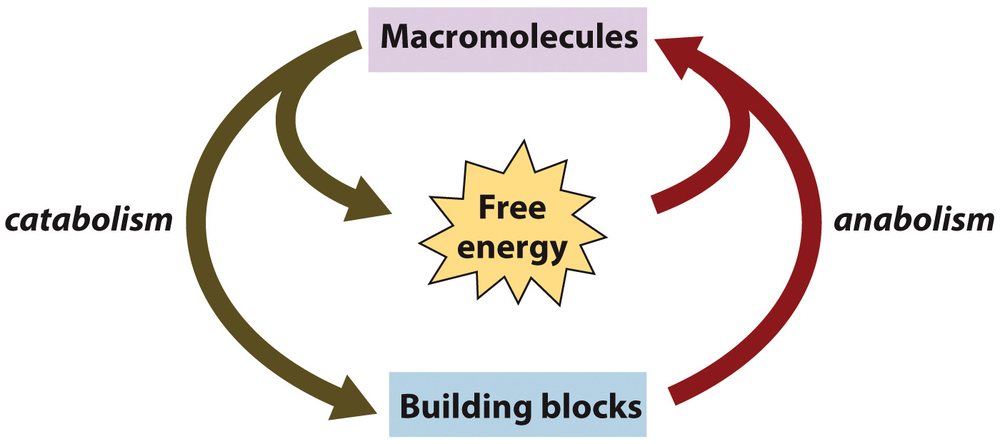 Macromolecules
catabolism
Free
energy
anabolism
Building blocks